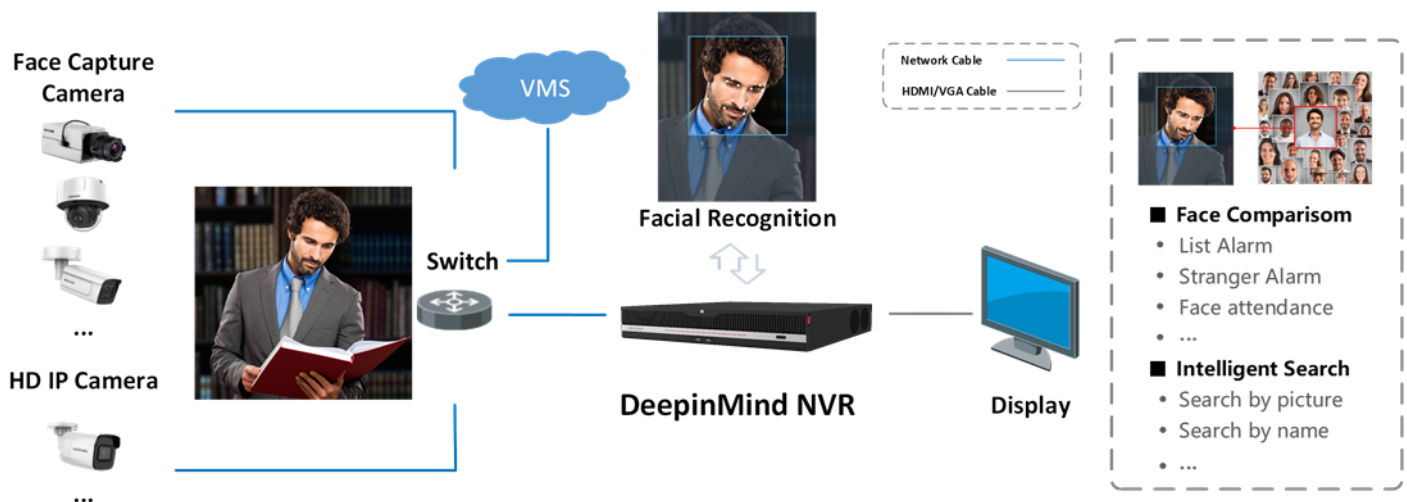 Face Capture
Camera
...
HD IP Camera
...
VMS
Switch
Facial Recognition
DeepinMind NVR
Display
Network Cable
HDMI/VGA Cable
■ Face Comparisom
• List Alarm
• Stranger Alarm
• Face attendance
• ...
■ Intelligent Search
• Search by picture
• Search by name
• ...